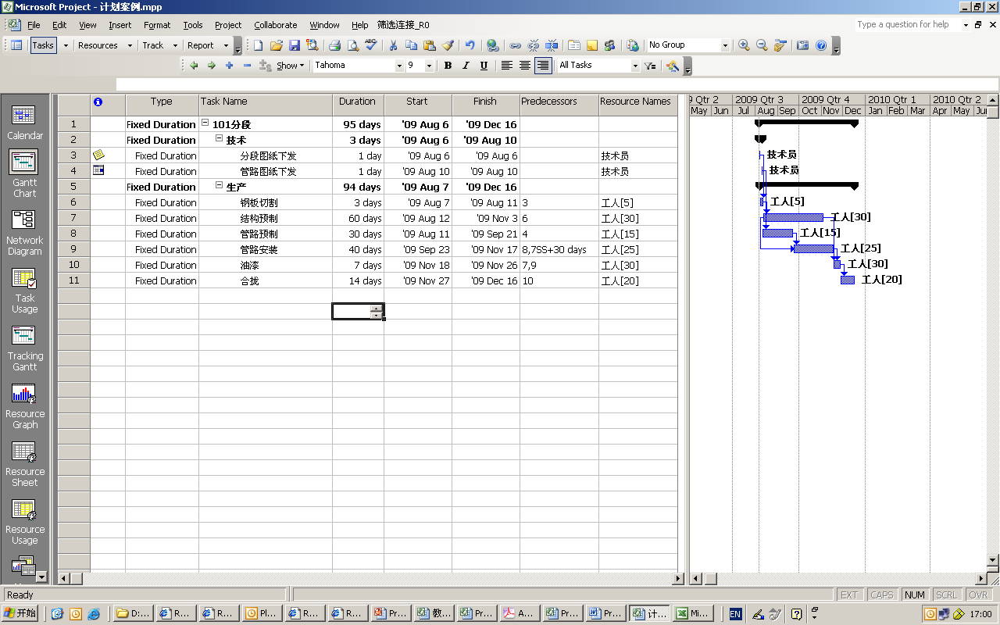 Microsoft Project - 计划案例.mpp
File Edit View Insert Format Tools Project Collaborate Window Help 筛选连接_R0 Type a question for help
Tasks Resources Track Report No Group
Show Tahoma 9 B I U All Tasks
Type Task Name Duration Start Finish Predecessors Resource Names
9 Qtr 2 2009 Qtr 3 2009 Qtr 4 2010 Qtr 1 2010 Qtr 2
May Jun Jul Aug Sep Oct Nov Dec Jan Feb Mar Apr May Jun
1 Fixed Duration 101分段 95 days '09 Aug 6 '09 Dec 16
2 Fixed Duration 技术 3 days '09 Aug 6 '09 Aug 10
3 Fixed Duration 分段图纸下发 1 day '09 Aug 6 '09 Aug 6 技术员 技术员
4 Fixed Duration 管路图纸下发 1 day '09 Aug 10 '09 Aug 10 技术员 技术员
5 Fixed Duration 生产 94 days '09 Aug 7 '09 Dec 16
6 Fixed Duration 钢板切割 3 days '09 Aug 7 '09 Aug 11 3 工人[5] 工人[5]
7 Fixed Duration 结构预制 60 days '09 Aug 12 '09 Nov 3 6 工人[30] 工人[30]
8 Fixed Duration 管路预制 30 days '09 Aug 11 '09 Sep 21 4 工人[15] 工人[15]
9 Fixed Duration 管路安装 40 days '09 Sep 23 '09 Nov 17 8,7SS+30 days 工人[25] 工人[25]
10 Fixed Duration 油漆 7 days '09 Nov 18 '09 Nov 26 7,9 工人[30] 工人[30]
11 Fixed Duration 合拢 14 days '09 Nov 27 '09 Dec 16 10 工人[20] 工人[20]
Calendar
Gantt
Chart
Network
Diagram
Task
Usage
Tracking
Gantt
Resource
Graph
Resource
Sheet
Resource
Usage
Ready EXT CAPS NUM SCRL OVR
开始 D:... R... R... Pl... R... R... Pr... 教... Pr... A... Pr... Pr... 计... Mi... EN 17:00